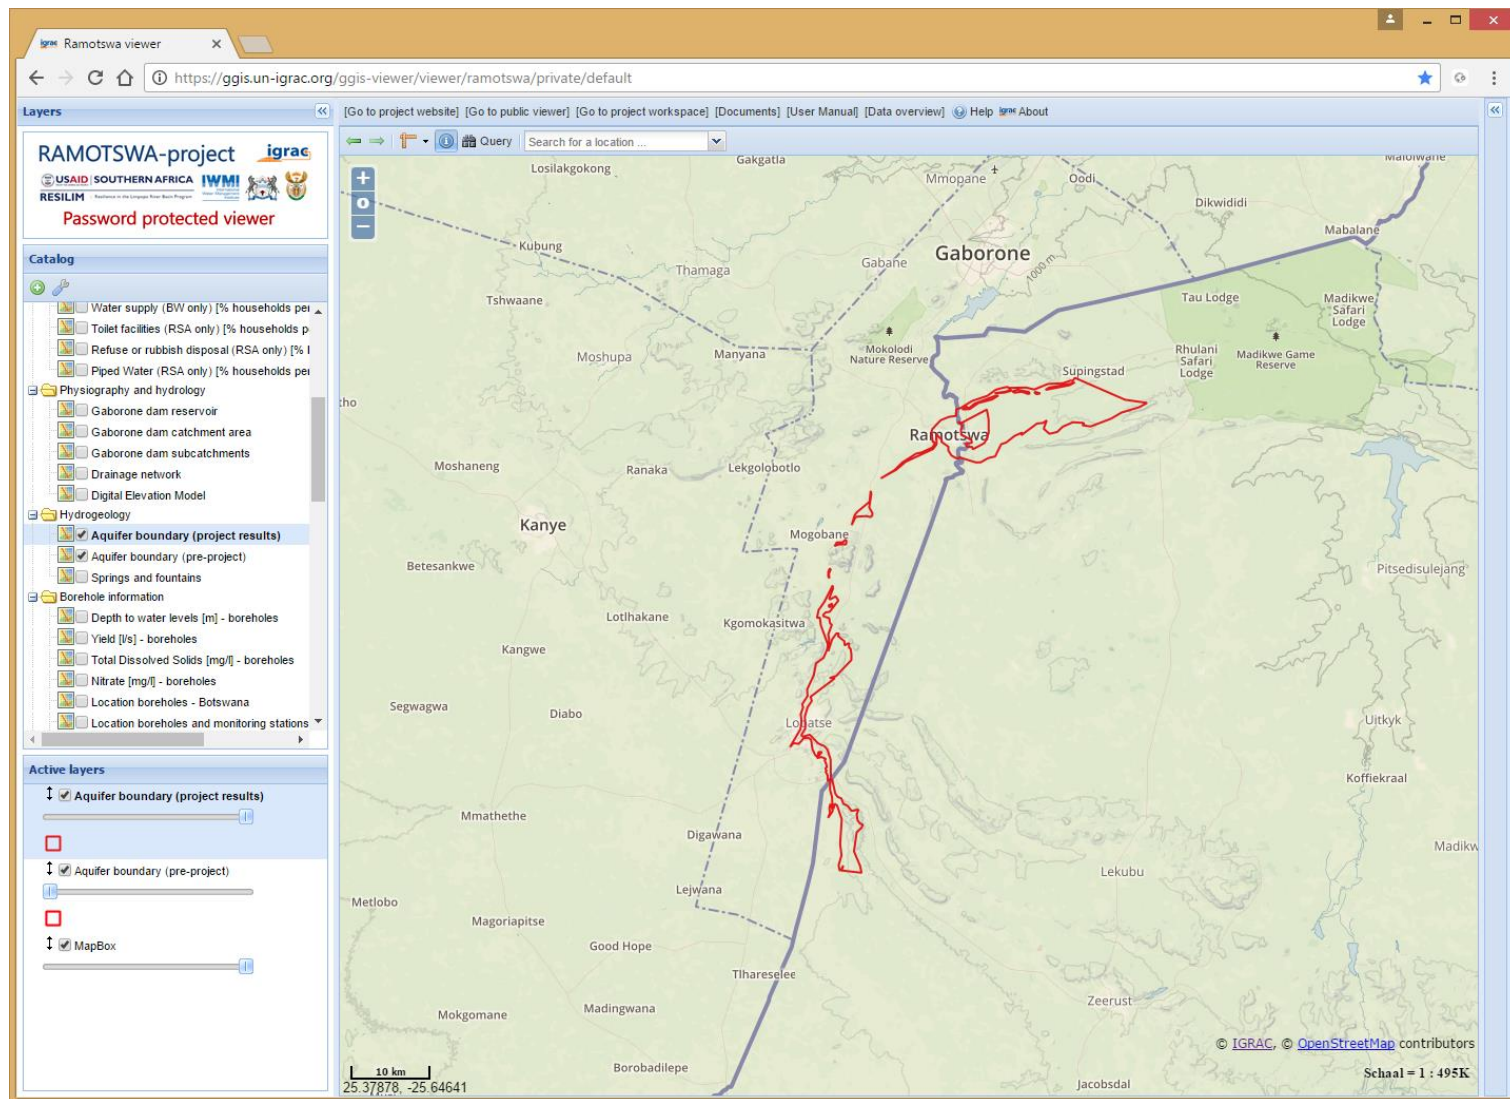 igrac Ramotswa viewer
https://ggis.un-igrac.org/ggis-viewer/viewer/ramotswa/private/default
Layers
[Go to project website] [Go to public viewer] [Go to project workspace] [Documents] [User Manual] [Data overview] Help igrac About
Query Search for a location ...
RAMOTSWA-project igrac
USAID SOUTHERN AFRICA IWMI
RESILIM
Password protected viewer
Catalog
Water supply (BW only) [% households per
Toilet facilities (RSA only) [% households p
Refuse or rubbish disposal (RSA only) [%
Piped Water (RSA only) [% households per
Physiography and hydrology
Gaborone dam reservoir
Gaborone dam catchment area
Gaborone dam subcatchments
Drainage network
Digital Elevation Model
Hydrogeology
Aquifer boundary (project results)
Aquifer boundary (pre-project)
Springs and fountains
Borehole information
Depth to water levels [m] - boreholes
Yield [l/s] - boreholes
Total Dissolved Solids [mg/l] - boreholes
Nitrate [mg/l] - boreholes
Location boreholes - Botswana
Location boreholes and monitoring stations
Active layers
Aquifer boundary (project results)
Aquifer boundary (pre-project)
MapBox
Gakgatla
Malolwane
Losilakgokong
Mmopane
Oodi
Dikwididi
Mabalane
Kubung
Gaborone
Gabane
Thamaga
1000 m
Tshwaane
Tau Lodge
Madikwe
Safari
Lodge
Moshupa
Manyana
Mokolodi
Nature Reserve
Rhulani
Safari
Lodge
Madikwe Game
Reserve
Supingstad
tho
Ramotswa
Moshaneng
Ranaka
Lekgolobotlo
Kanye
Mogobane
Betesankwe
Pitsedisulejang
Lotlhakane
Kgomokasitwa
Kangwe
Segwagwa
Diabo
Lobatse
Uitkyk
Koffiekraal
Mmathethe
Digawana
Madikw
Lekubu
Lejwana
Metlobo
Magoriapitse
Good Hope
Tlhareselee
Zeerust
Madingwana
Mokgomane
© IGRAC, © OpenStreetMap contributors
Borobadilepe
Schaal = 1 : 495K
10 km
Jacobsdal
25.37878, -25.64641